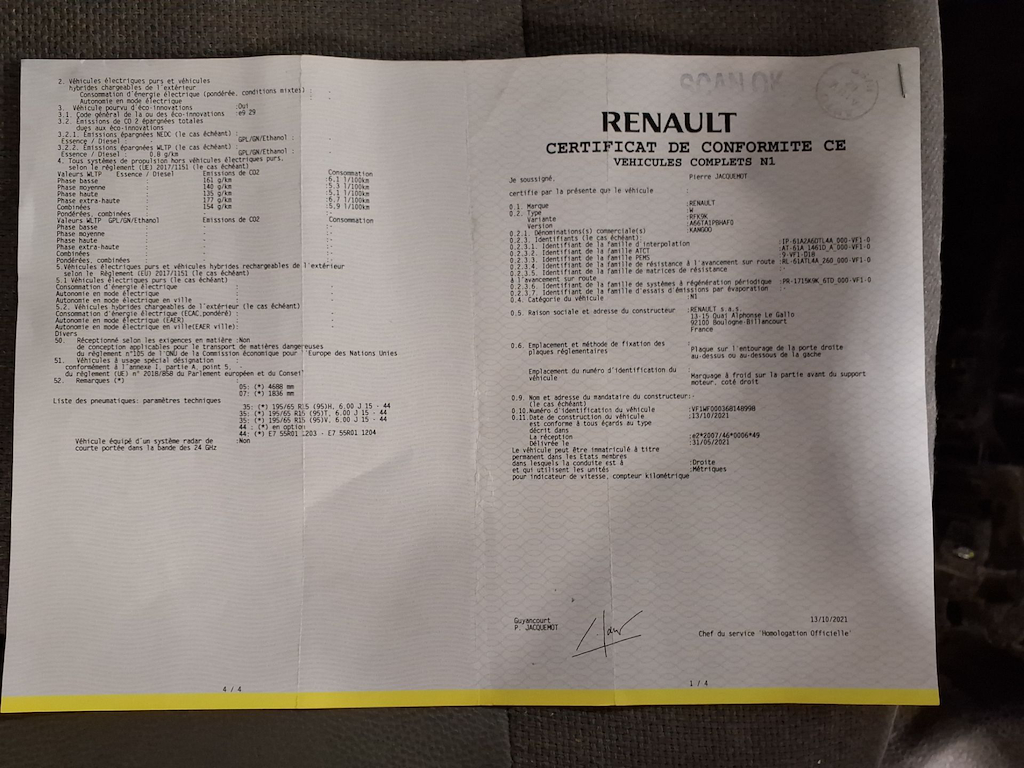 2. Véhicules électriques purs et véhicules
hybrides chargeables de l'extérieur
Consommation d'énergie électrique (pondérée, conditions mixtes) :
Autonomie en mode électrique
3. Véhicule pourvu d'éco-innovations :Oui
3.1. Code général de la ou des éco-innovations :e9 29
3.2. Emissions de CO 2 épargnées totales
dues aux éco-innovations
3.2.1. Emissions épargnées NEDC (le cas échéant) :
Essence / Diesel : GPL/GN/Ethanol :
3.2.2. Emissions épargnées WLTP (le cas échéant) :
Essence / Diesel : 0,8 g/km GPL/GN/Ethanol :
4. Tous systèmes de propulsion hors véhicules électriques purs,
selon le règlement (UE) 2017/1151 (le cas échéant)
Valeurs WLTP Essence / Diesel Emissions de CO2 Consommation
Phase basse : 161 g/km :6.1 l/100km
Phase moyenne : 140 g/km :5.3 l/100km
Phase haute : 135 g/km :5.1 l/100km
Phase extra-haute : 177 g/km :6.7 l/100km
Combinées : 154 g/km :5.9 l/100km
Pondérées, combinées
Valeurs WLTP GPL/GN/Ethanol Emissions de CO2 Consommation
Phase basse :
Phase moyenne :
Phase haute :
Phase extra-haute :
Combinées :
Pondérées, combinées
5.Véhicules électriques purs et véhicules hybrides rechargeables de l'extérieur
selon le Règlement (EU) 2017/1151 (le cas échéant)
5.1 Véhicules électriques purs (le cas échéant)
Consommation d'énergie électrique :
Autonomie en mode électrique :
Autonomie en mode électrique en ville :
5.2. Véhicules hybrides chargeables de l'extérieur (le cas échéant)
Consommation d'énergie électrique (ECAC,pondéré) :
Autonomie en mode électrique (EAER) :
Autonomie en mode électrique en ville(EAER ville):
Divers
50. Réceptionné selon les exigences en matière :Non
de conception applicables pour le transport de matières dangereuses
du règlement n°105 de l'ONU de la Commission économique pour l'Europe des Nations Unies
51. Véhicules à usage spécial désignation :
conformément à l'annexe I, partie A, point 5,
du règlement (UE) n° 2018/858 du Parlement européen et du Conseil
52. Remarques (*)
05: (*) 4688 mm
07: (*) 1836 mm
Liste des pneumatiques: paramètres techniques
35: (*) 195/65 R15 (95)H, 6.00 J 15 - 44
35: (*) 195/65 R15 (95)T, 6.00 J 15 - 44
35: (*) 195/65 R15 (95)V, 6.00 J 15 - 44
44 : (*) en option
44: (*) E7 55R01 1203 - E7 55R01 1204
Véhicule équipé d'un système radar de :Non
courte portée dans la bande des 24 GHz
4 / 4
SCAN OK
RENAULT
CERTIFICAT DE CONFORMITE CE
VEHICULES COMPLETS N1
Je soussigné, Pierre JACQUEMOT
certifie par la présente que le véhicule :
0.1. Marque :RENAULT
0.2. Type :W
Variante :RFK9K
Version :A66TA1PBHAF0
0.2.1. Dénominations(s) commerciale(s) :KANGOO
0.2.3. Identifiants (le cas échéant):
0.2.3.1. Identifiant de la famille d'interpolation
0.2.3.2. Identifiant de la famille ATCT
0.2.3.3. Identifiant de la famille PEMS :9-VF1-D18
0.2.3.4. Identifiant de la famille de résistance à l'avancement sur route
0.2.3.5. Identifiant de la famille de matrices de résistance :
à l'avancement sur route
0.2.3.6. Identifiant de la famille de systèmes à régénération périodique
0.2.3.7. Identifiant de la famille d'essais d'émissions par évaporation :
0.4. Catégorie du véhicule :N1
0.5. Raison sociale et adresse du constructeur :RENAULT s.a.s.
13-15 Quai Alphonse Le Gallo
92100 Boulogne-Billancourt
France
0.6. Emplacement et méthode de fixation des
plaques réglementaires
Plaque sur l'entourage de la porte droite
au-dessus ou au-dessous de la gâche
Emplacement du numéro d'identification du
véhicule
Marquage à froid sur la partie avant du support
moteur, coté droit
0.9. Nom et adresse du mandataire du constructeur:-
(le cas échéant)
0.10.Numéro d'identification du véhicule :VF1WF000368148998
0.11.Date de construction du véhicule :13/10/2021
est conforme à tous égards au type
décrit dans
La réception :e2*2007/46*0006*49
Délivrée le :31/05/2021
Le véhicule peut être immatriculé à titre
permanent dans les Etats membres
dans lesquels la conduite est à :Droite
et qui utilisent les unités :Métriques
pour indicateur de vitesse, compteur kilométrique
Guyancourt 13/10/2021
P. JACQUEMOT
Chef du service 'Homologation Officielle'
1 / 4